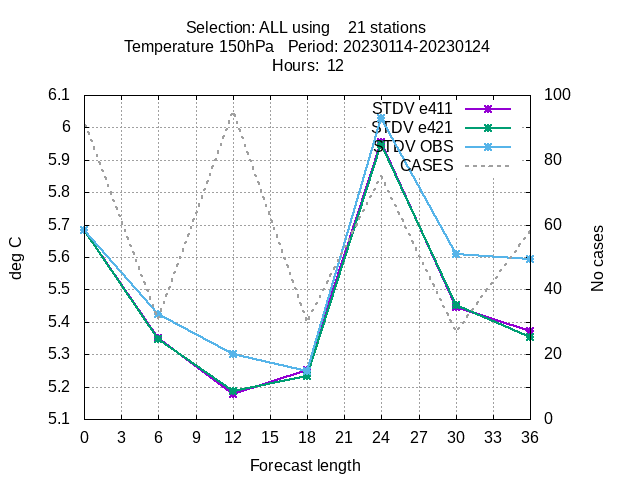 Selection: ALL using 21 stations
Temperature 150hPa Period: 20230114-20230124
Hours: 12
6.1
6
5.9
5.8
5.7
5.6
5.5
5.4
5.3
5.2
5.1
deg C
STDV e411
STDV e421
STDV OBS
CASES
100
80
60
40
20
0
No cases
0 3 6 9 12 15 18 21 24 27 30 33 36
Forecast length